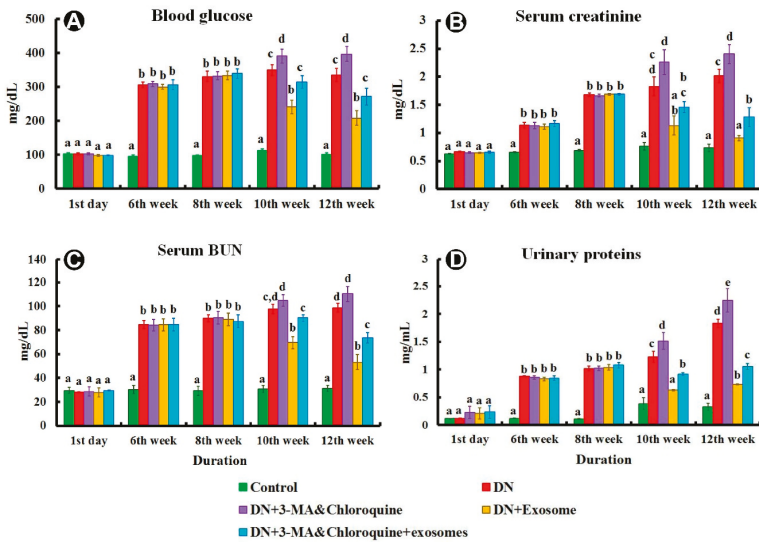 A Blood glucose
mg/dL
500
400
300
200
100
0
a a a a a
a b b b b
a b b b b
a c d b c
a c d b c
1st day 6th week 8th week 10th week 12th week
B Serum creatinine
mg/dL
3
2.5
2
1.5
1
0.5
0
a a a a a
a b b b b
a b b b b
a c d d a b b c
a c d a b
1st day 6th week 8th week 10th week 12th week
C Serum BUN
mg/dL
140
120
100
80
60
40
20
0
a a a a a
a b b b b
a b b b b
a c,d d b c
a d d b c
1st day 6th week 8th week 10th week 12th week
Duration
D Urinary proteins
mg/mL
3
2.5
2
1.5
1
0.5
0
a a a a a
a b b b b
a b b b b
a c d a b
a d e b c
1st day 6th week 8th week 10th week 12th week
Duration
Control
DN
DN+3-MA&Chloroquine
DN+Exosome
DN+3-MA&Chloroquine+exosomes